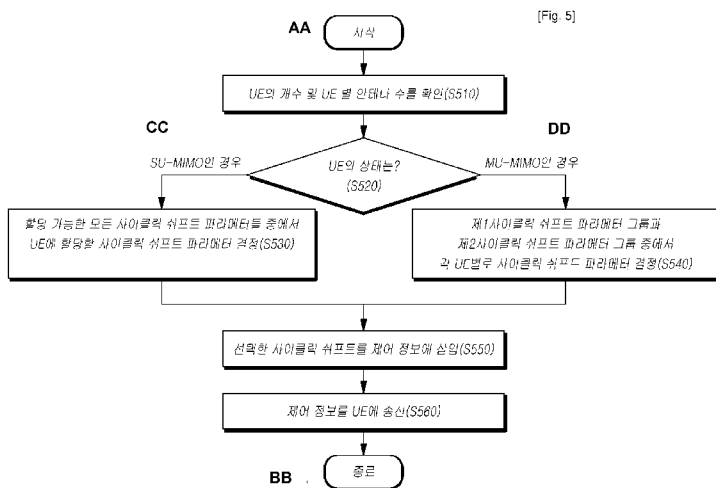 [Fig. 5]
AA
시작
UE의 개수 및 UE 별 안테나 수를 확인(S510)
CC
DD
SU-MIMO인 경우
UE의 상태는?
(S520)
MU-MIMO인 경우
할당 가능한 모든 사이클릭 쉬프트 파라메터들 중에서
UE에 할당할 사이클릭 쉬프트 파라메터 결정(S530)
제1사이클릭 쉬프트 파라메터 그룹과
제2사이클릭 쉬프트 파라메터 그룹 중에서
각 UE별로 사이클릭 쉬프트 파라메터 결정(S540)
선택한 사이클릭 쉬프트를 제어 정보에 삽입(S550)
제어 정보를 UE에 송신(S560)
BB
종료